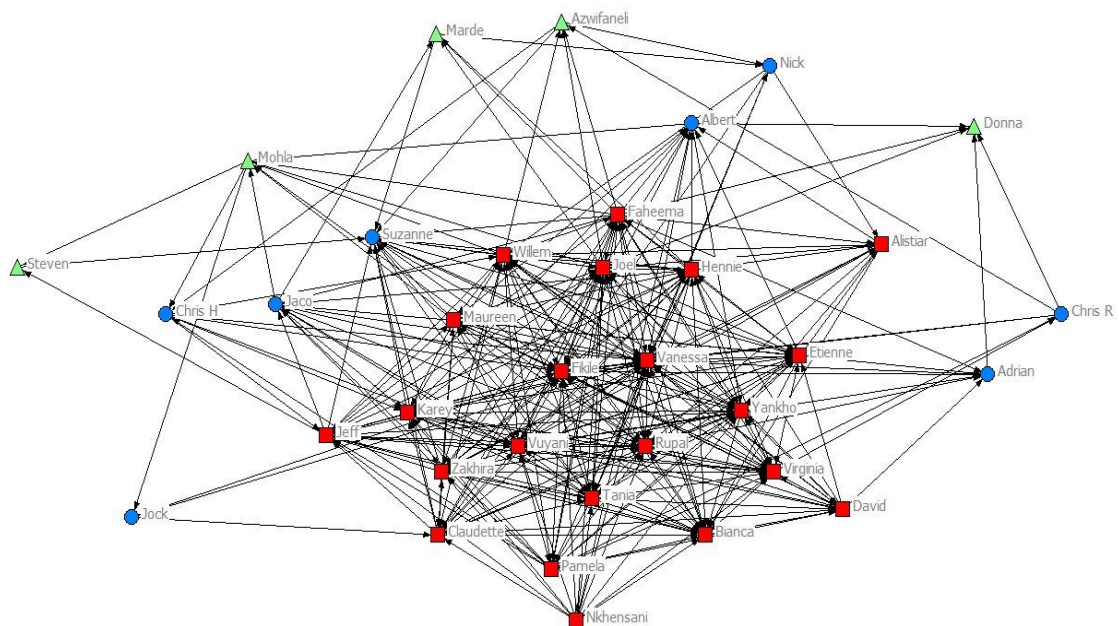 Azwifaneli
Marde
Nick
Albert
Donna
Mohla
Faheema
Suzanne
Alistiar
Willem
Joel
Hennie
Steven
Jaco
Chris H
Chris R
Maureen
Etienne
Vanessa
Fikile
Adrian
Karey
Yankho
Jeff
Vuyani
Rupal
Zakhira
Virginia
Tania
David
Jock
Claudette
Bianca
Pamela
Nkhensani